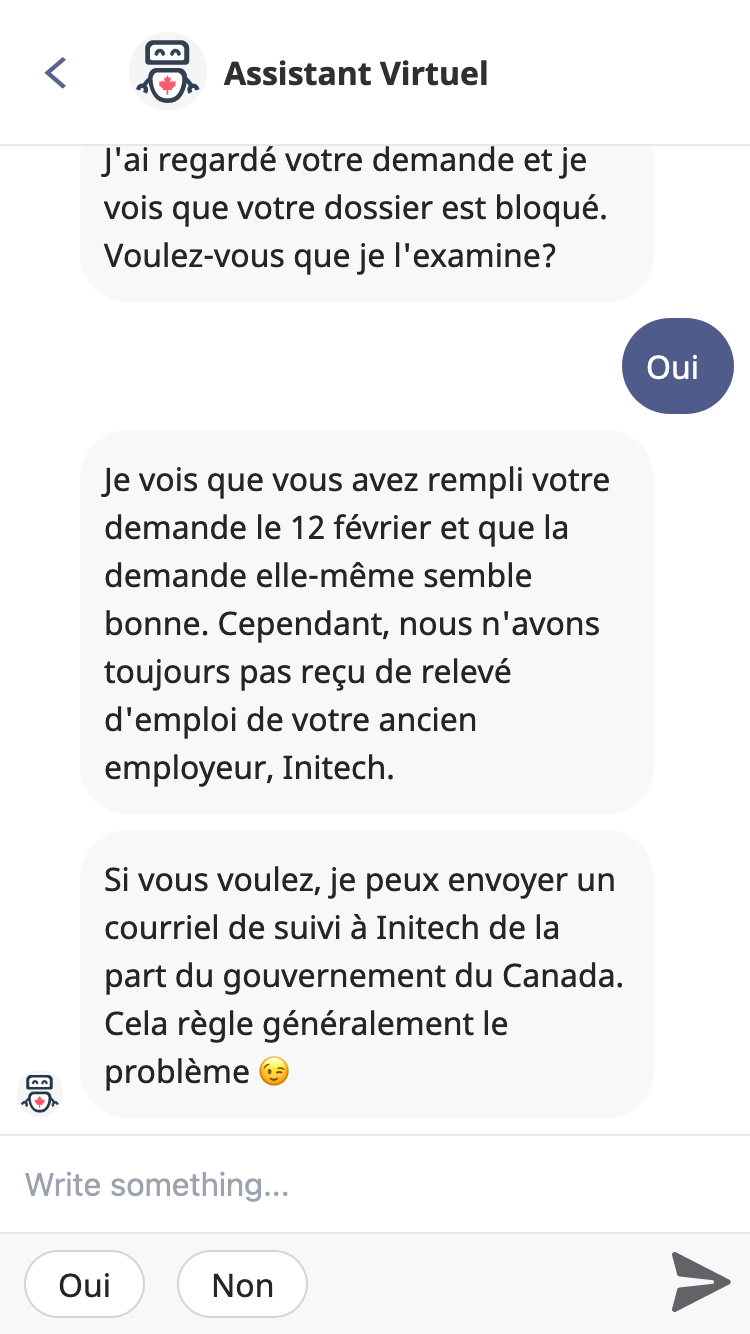 Assistant Virtuel
J'ai regardé votre demande et je
vois que votre dossier est bloqué.
Voulez-vous que je l'examine?
Oui
Je vois que vous avez rempli votre
demande le 12 février et que la
demande elle-même semble
bonne. Cependant, nous n'avons
toujours pas reçu de relevé
d'emploi de votre ancien
employeur, Initech.
Si vous voulez, je peux envoyer un
courriel de suivi à Initech de la
part du gouvernement du Canada.
Cela règle généralement le
problème 😉
Write something...
Oui Non